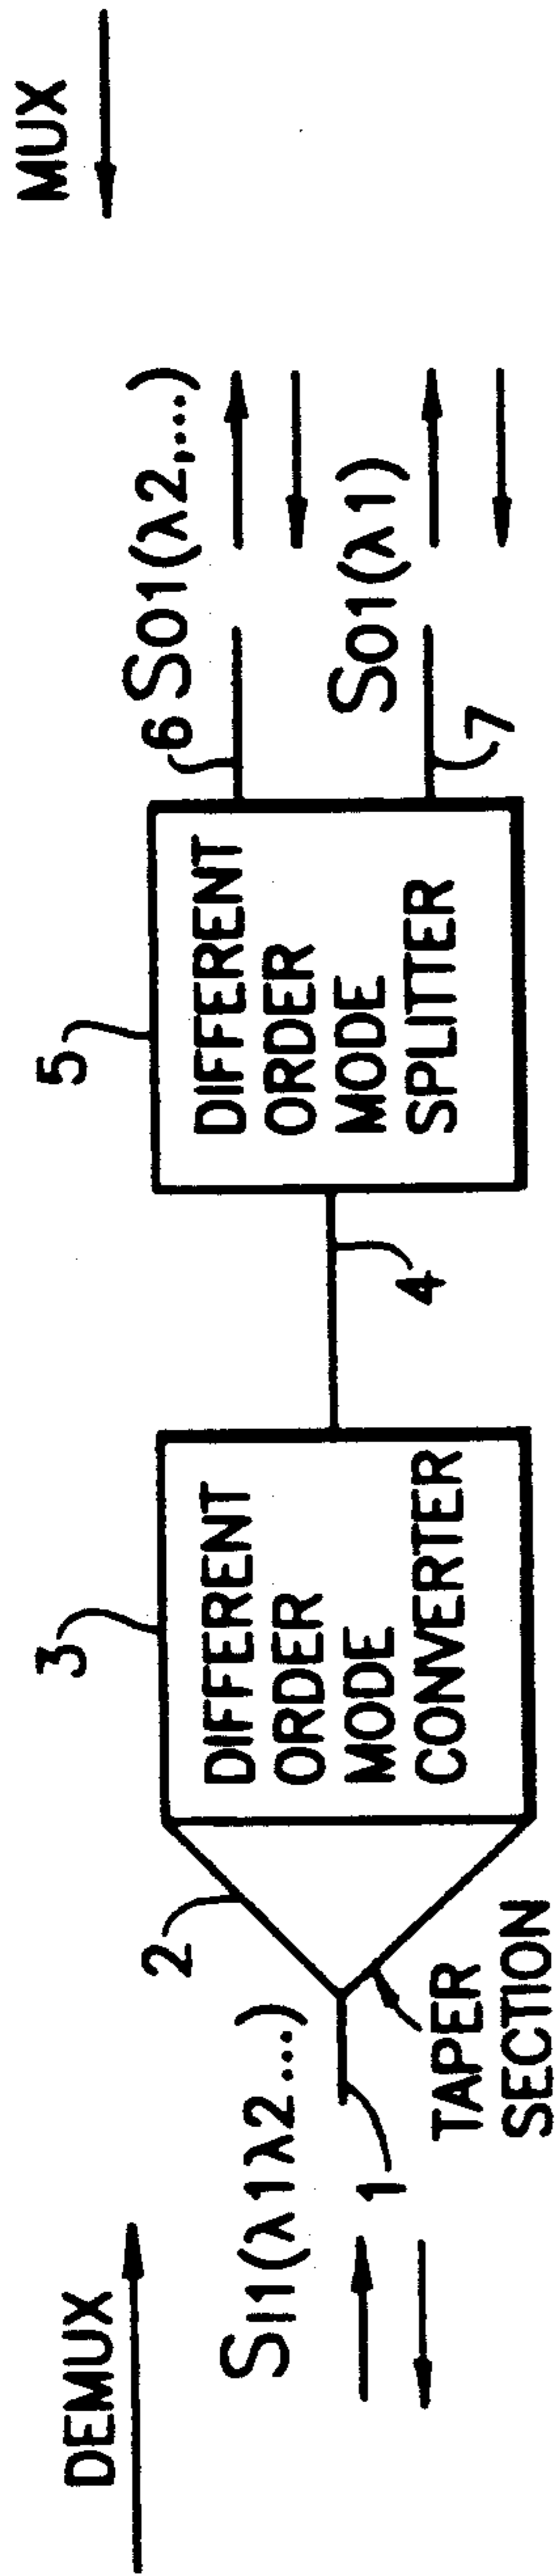 DEMUX
MUX
SI1(λ1λ2...)
1
2
TAPER
SECTION
3
DIFFERENT
ORDER
MODE
CONVERTER
4
5
DIFFERENT
ORDER
MODE
SPLITTER
6
SO1(λ2,...)
SO1(λ1)
7